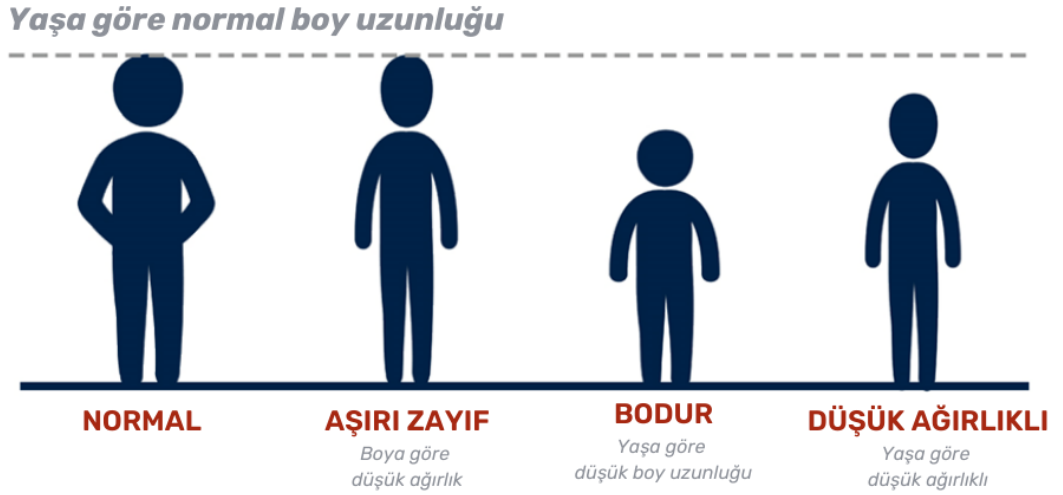 Yaşa göre normal boy uzunluğu
NORMAL
AŞIRI ZAYIF
Boya göre
düşük ağırlık
BODUR
Yaşa göre
düşük boy uzunluğu
DÜŞÜK AĞIRLIKLI
Yaşa göre
düşük ağırlıklı